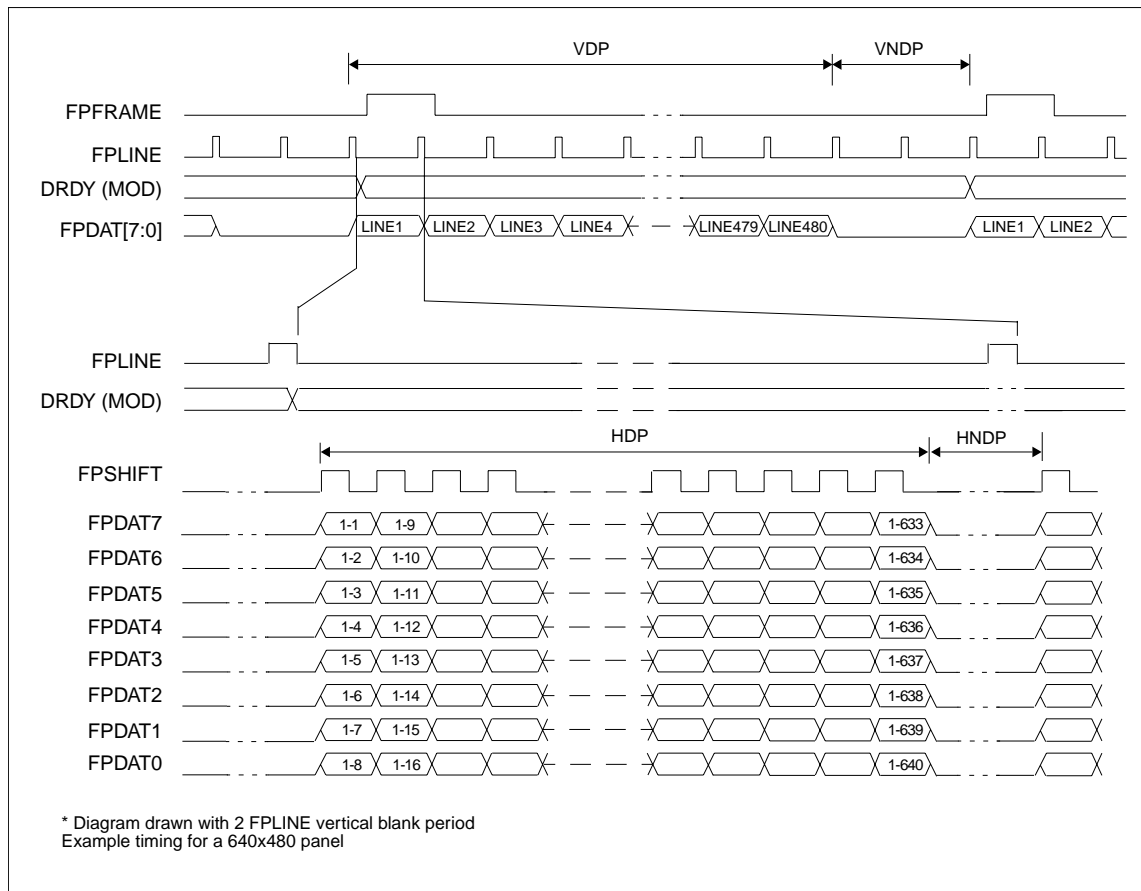 VDP VNDP
FPFRAME
FPLINE
DRDY (MOD)
FPDAT[7:0] LINE1 LINE2 LINE3 LINE4 LINE479 LINE480 LINE1 LINE2
FPLINE
DRDY (MOD)
HDP HNDP
FPSHIFT
FPDAT7 1-1 1-9 1-633
FPDAT6 1-2 1-10 1-634
FPDAT5 1-3 1-11 1-635
FPDAT4 1-4 1-12 1-636
FPDAT3 1-5 1-13 1-637
FPDAT2 1-6 1-14 1-638
FPDAT1 1-7 1-15 1-639
FPDAT0 1-8 1-16 1-640
* Diagram drawn with 2 FPLINE vertical blank period
Example timing for a 640x480 panel